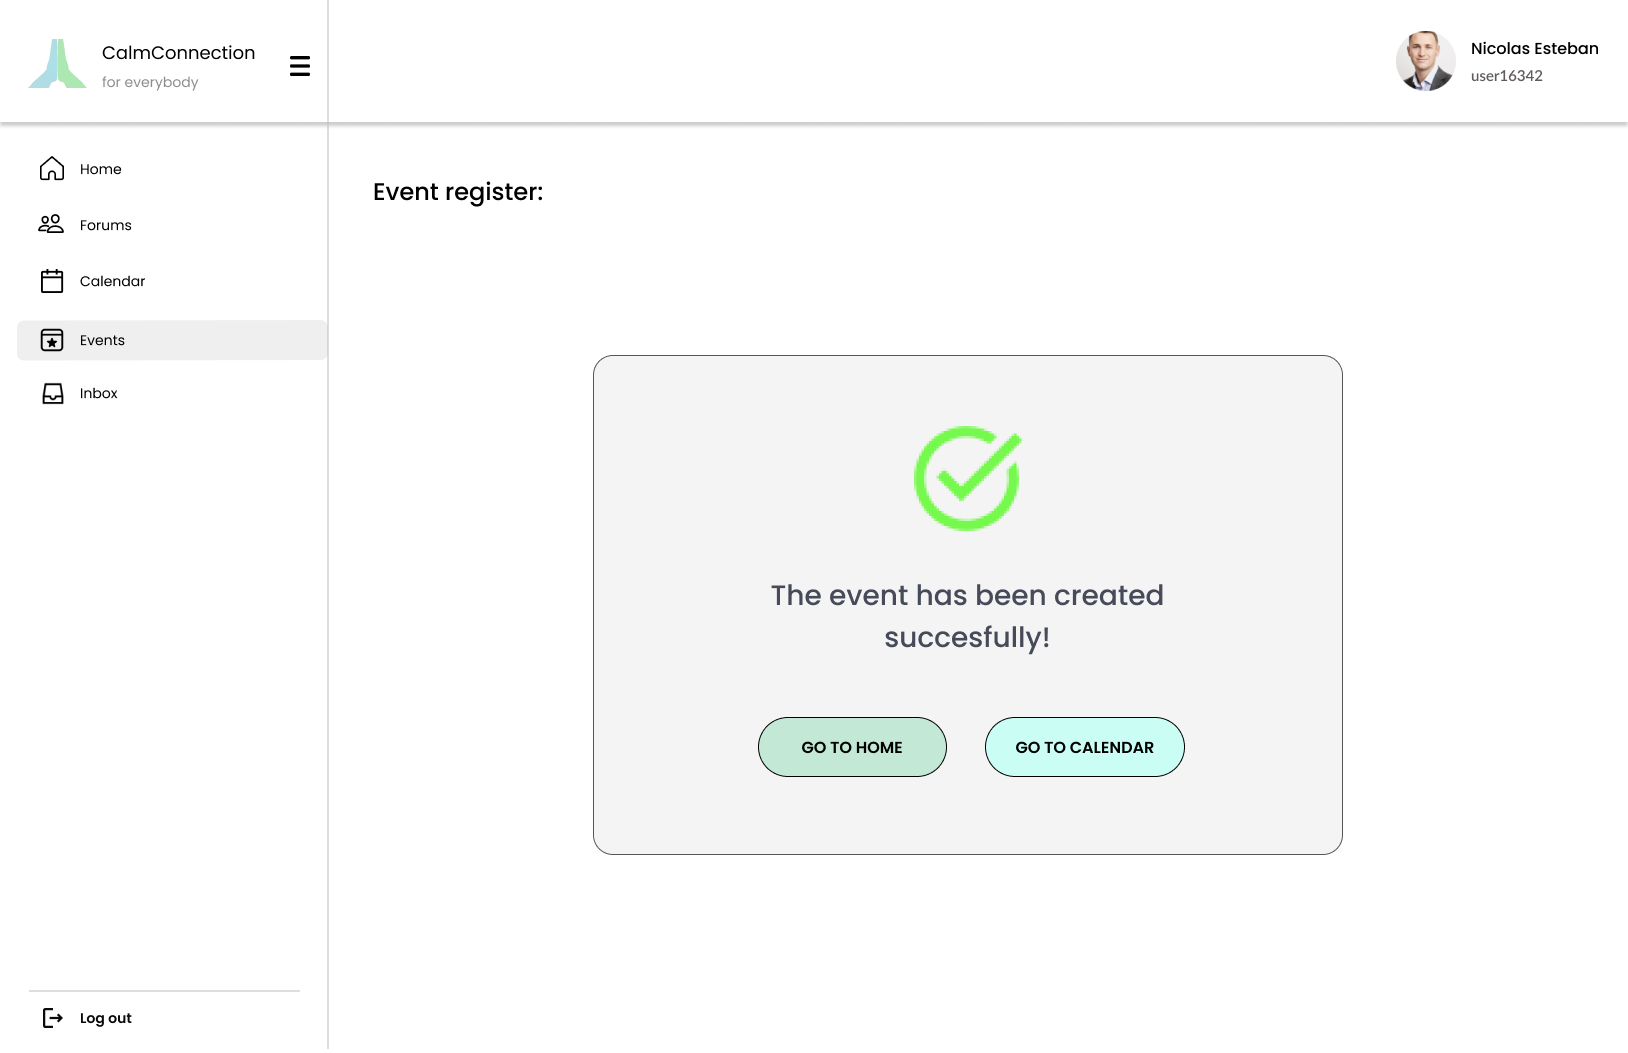 CalmConnection
for everybody
Nicolas Esteban
user16342
Home
Forums
Calendar
Events
Inbox
Log out
Event register:
The event has been created
succesfully!
GO TO HOME
GO TO CALENDAR